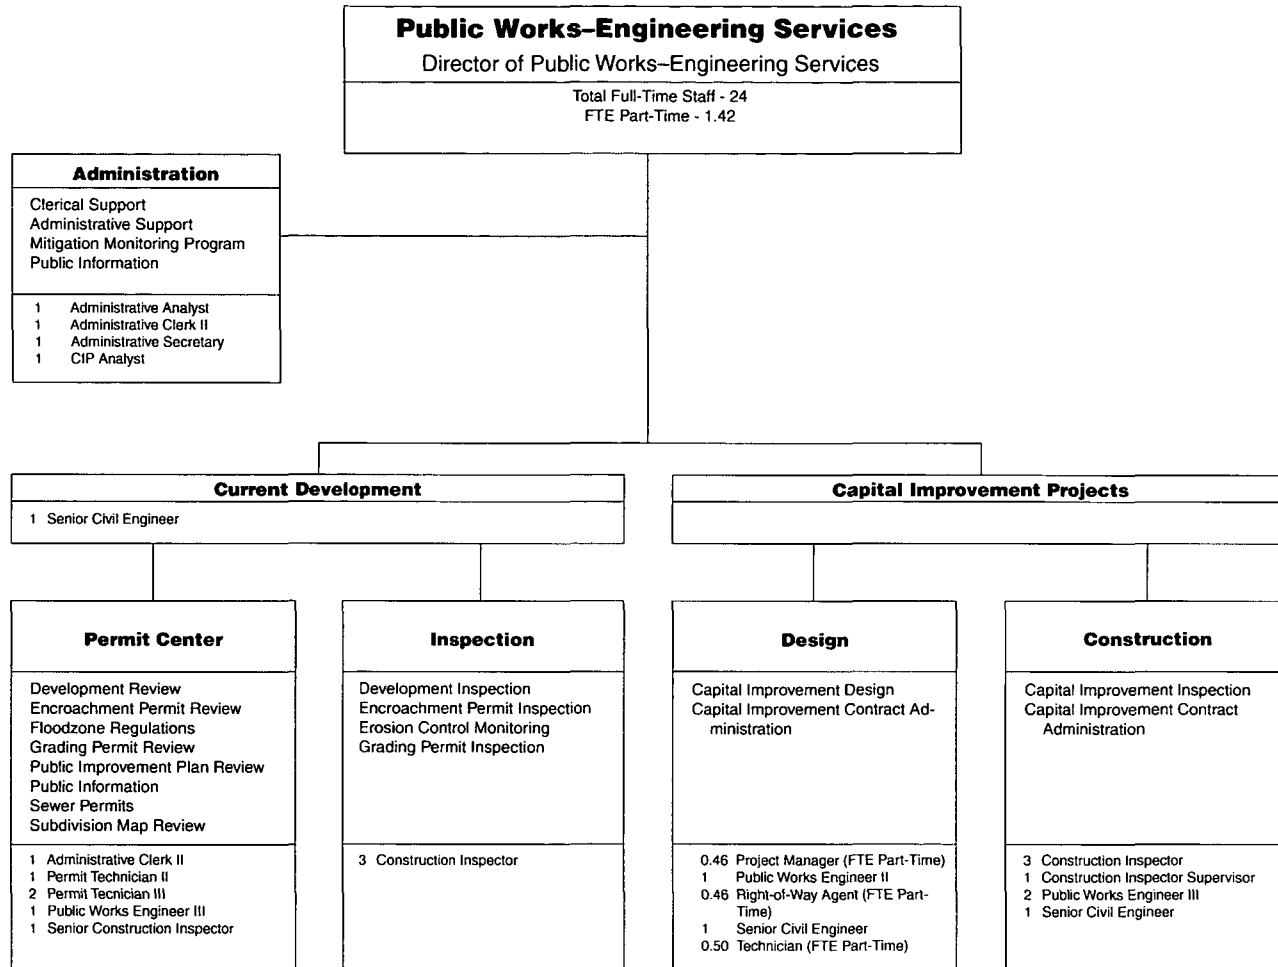 Public Works–Engineering Services
Director of Public Works–Engineering Services
Total Full-Time Staff - 24
FTE Part-Time - 1.42
Administration
Clerical Support
Administrative Support
Mitigation Monitoring Program
Public Information
1 Administrative Analyst
1 Administrative Clerk II
1 Administrative Secretary
1 CIP Analyst
Current Development
1 Senior Civil Engineer
Capital Improvement Projects
Permit Center
Development Review
Encroachment Permit Review
Floodzone Regulations
Grading Permit Review
Public Improvement Plan Review
Public Information
Sewer Permits
Subdivision Map Review
1 Administrative Clerk II
1 Permit Technician II
2 Permit Tecnician III
1 Public Works Engineer III
1 Senior Construction Inspector
Inspection
Development Inspection
Encroachment Permit Inspection
Erosion Control Monitoring
Grading Permit Inspection
3 Construction Inspector
Design
Capital Improvement Design
Capital Improvement Contract Ad-
ministration
0.46 Project Manager (FTE Part-Time)
1 Public Works Engineer II
0.46 Right-of-Way Agent (FTE Part-
Time)
1 Senior Civil Engineer
0.50 Technician (FTE Part-Time)
Construction
Capital Improvement Inspection
Capital Improvement Contract
Administration
3 Construction Inspector
1 Construction Inspector Supervisor
2 Public Works Engineer III
1 Senior Civil Engineer